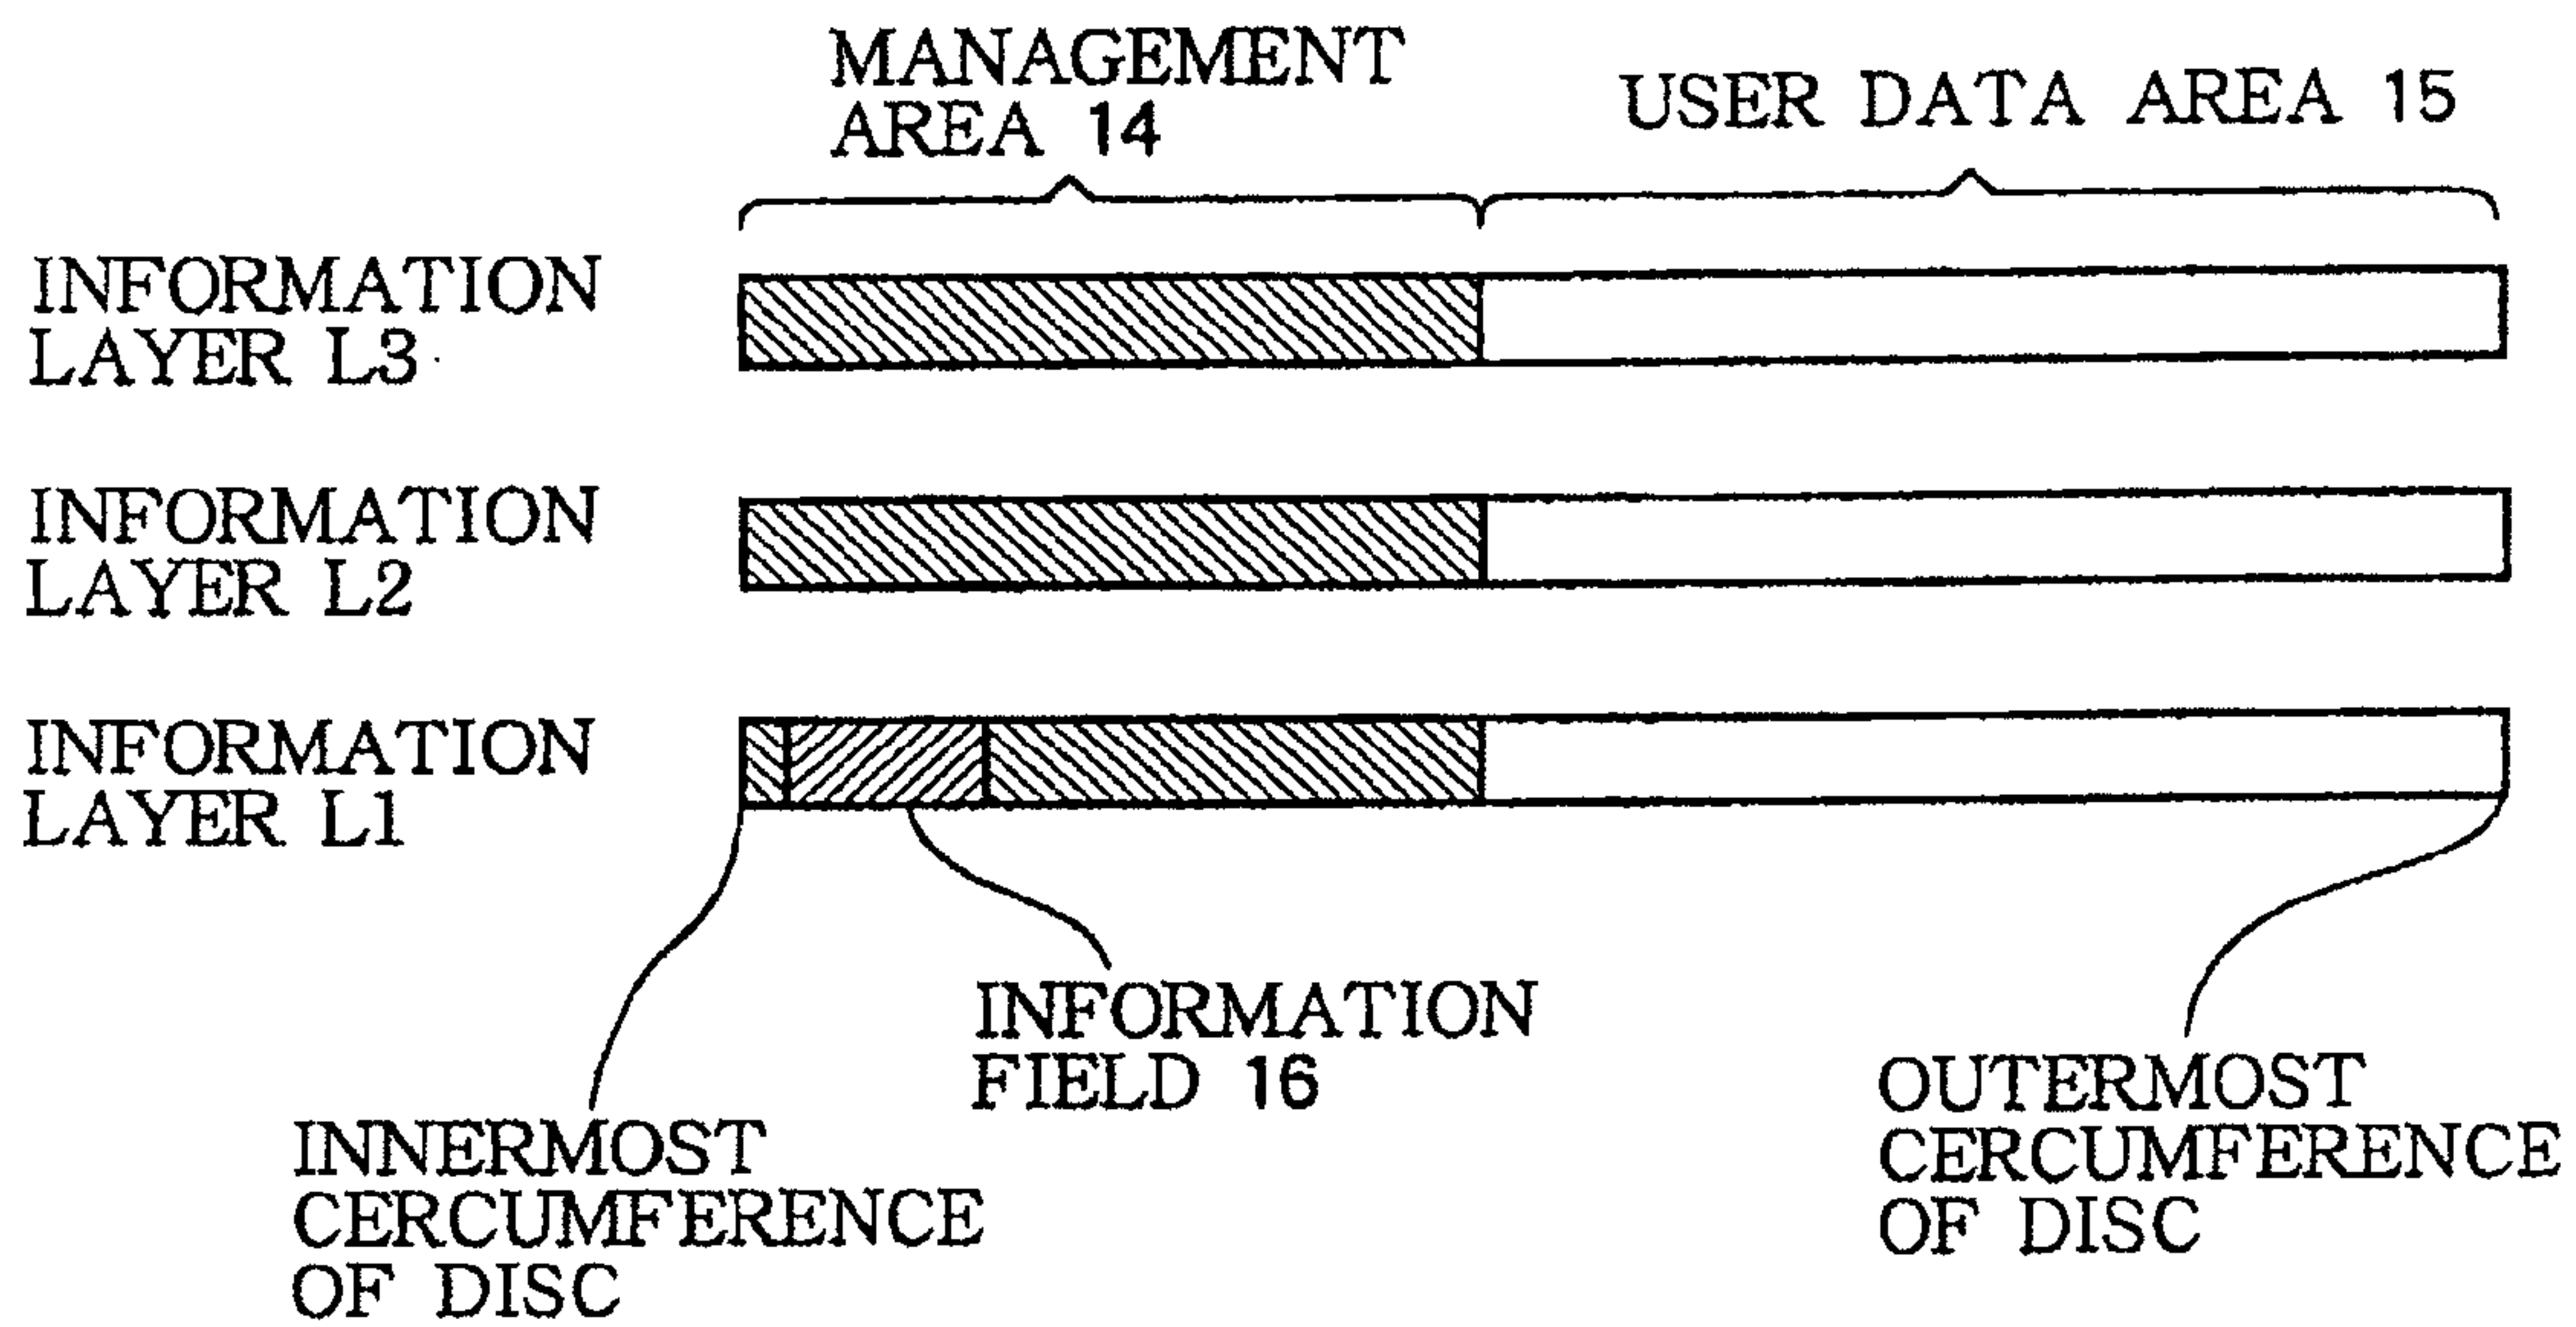 MANAGEMENT
AREA 14
USER DATA AREA 15
INFORMATION
LAYER L3
INFORMATION
LAYER L2
INFORMATION
LAYER L1
INFORMATION
FIELD 16
INNERMOST
CERCUMFERENCE
OF DISC
OUTERMOST
CERCUMFERENCE
OF DISC